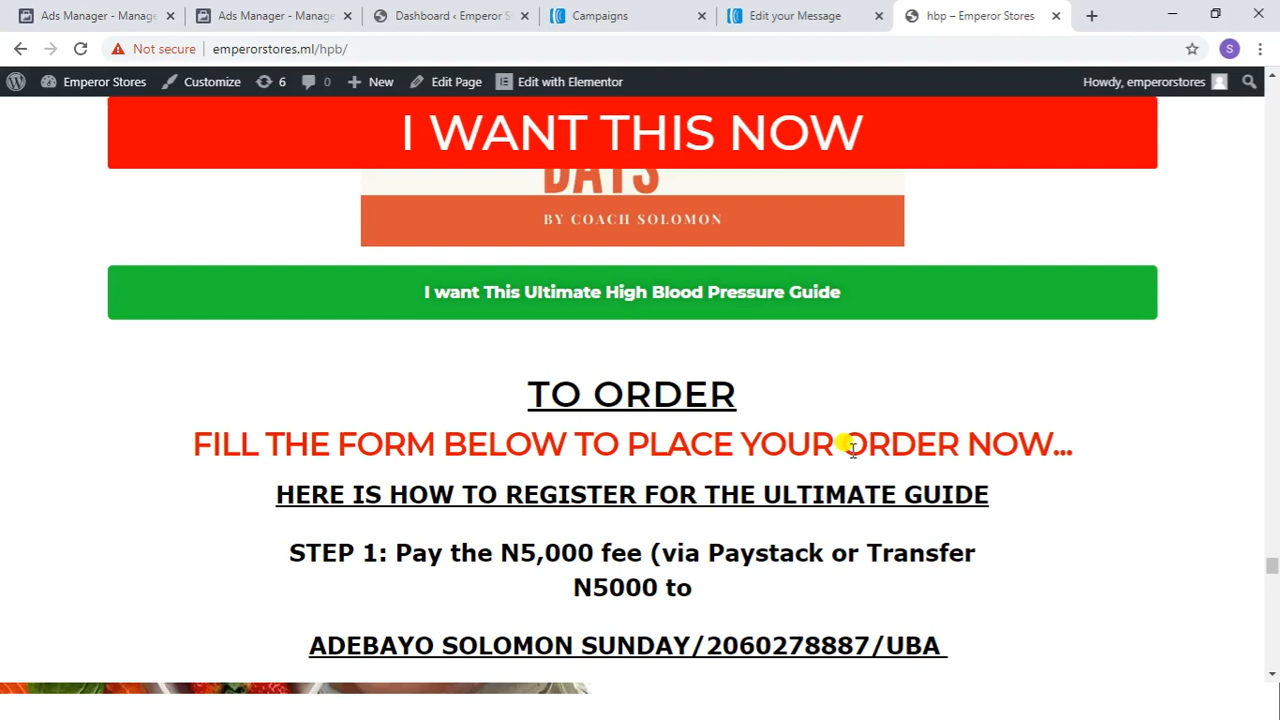 Ads Manager - Manage
Ads Manager - Manage
Dashboard ‹ Emperor S
Campaigns
Edit your Message
hbp – Emperor Stores
Not secure
emperorstores.ml/hpb/
S
Emperor Stores
Customize
6
0
New
Edit Page
Edit with Elementor
Howdy, emperorstores
I WANT THIS NOW
DAYS
BY COACH SOLOMON
I want This Ultimate High Blood Pressure Guide
TO ORDER
FILL THE FORM BELOW TO PLACE YOUR ORDER NOW...
HERE IS HOW TO REGISTER FOR THE ULTIMATE GUIDE
STEP 1: Pay the N5,000 fee (via Paystack or Transfer
N5000 to
ADEBAYO SOLOMON SUNDAY/2060278887/UBA